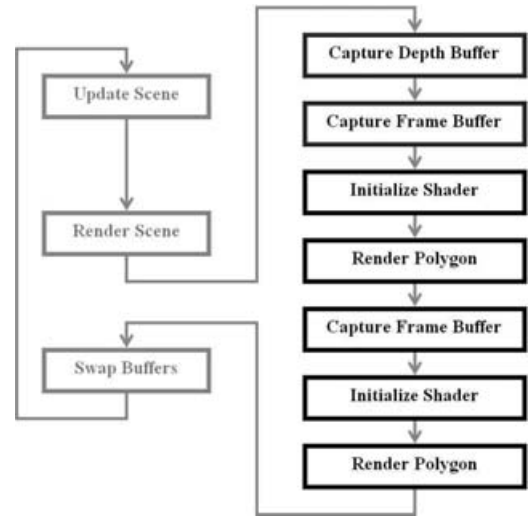 Update Scene
Render Scene
Capture Depth Buffer
Capture Frame Buffer
Initialize Shader
Render Polygon
Capture Frame Buffer
Initialize Shader
Render Polygon
Swap Buffers